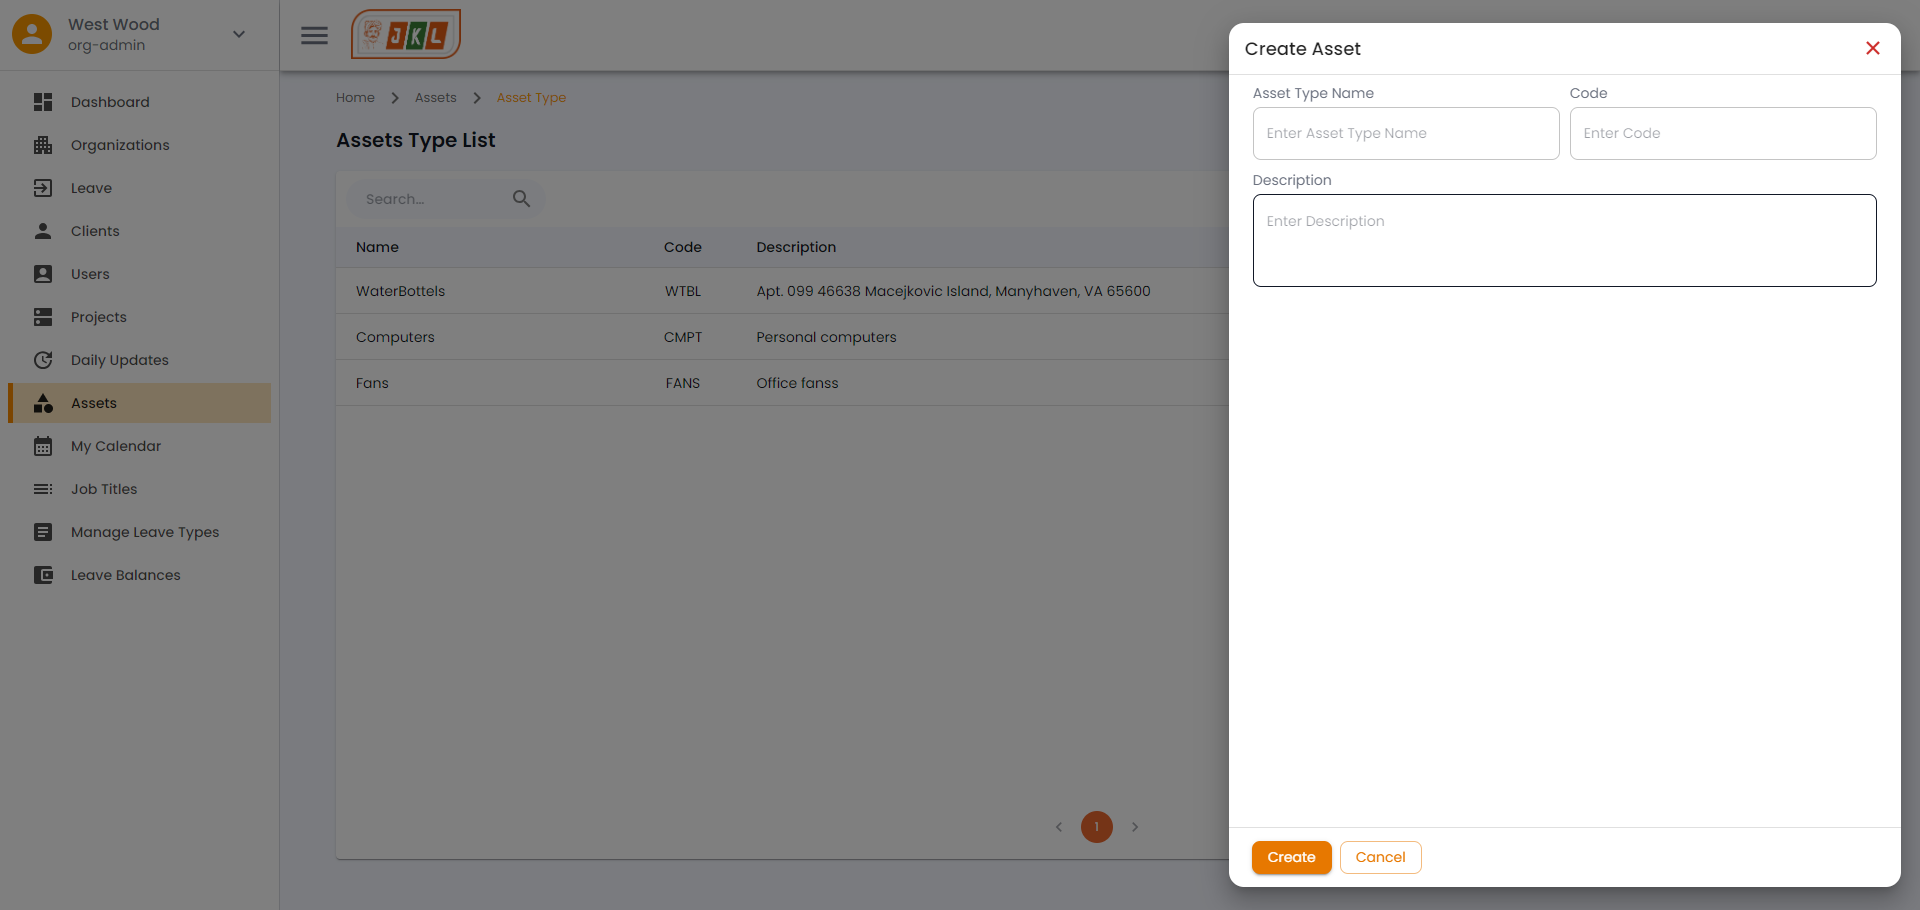 West Wood
org-admin
Dashboard
Organizations
Leave
Clients
Users
Projects
Daily Updates
Assets
My Calendar
Job Titles
Manage Leave Types
Leave Balances
JKL
Home
Assets
Asset Type
Assets Type List
Search...
Name Code Description
WaterBottels WTBL Apt. 099 46638 Macejkovic Island, Manyhaven, VA 65600
Computers CMPT Personal computers
Fans FANS Office fanss
1
Create Asset
Asset Type Name Code
Enter Asset Type Name Enter Code
Description
Enter Description
Create Cancel